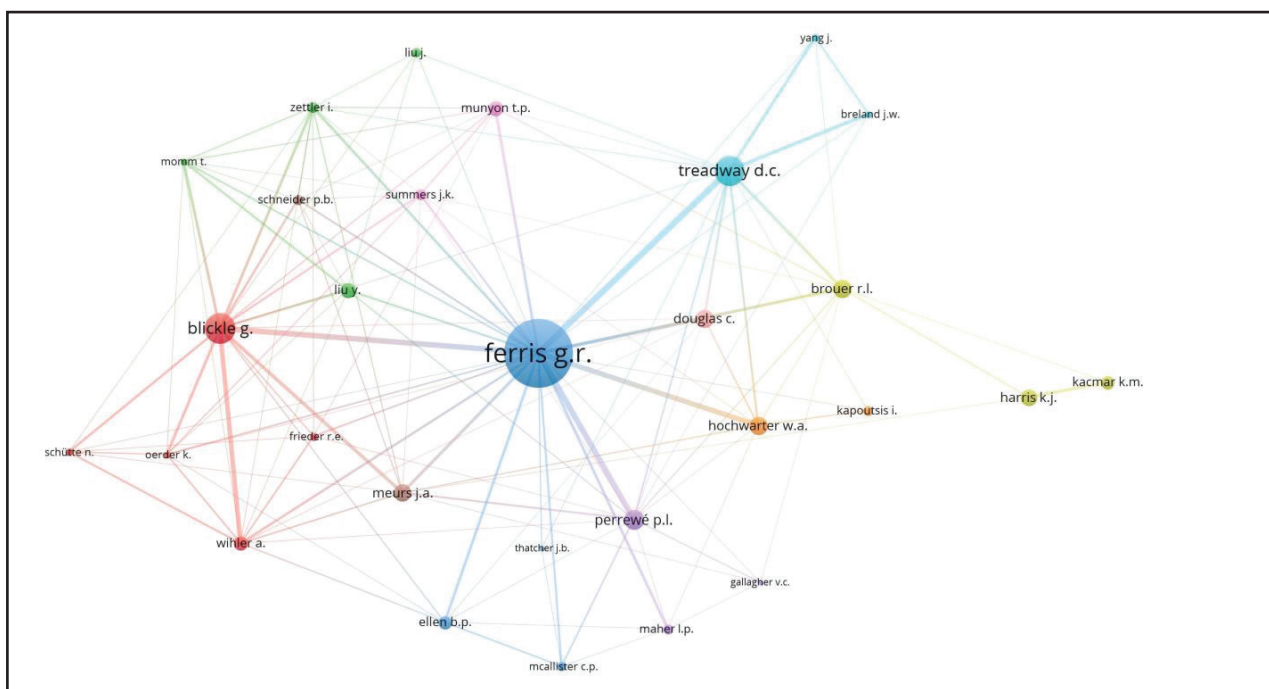 yang j.
liu j.
zettler i.
munyon t.p.
breland j.w.
momm t.
treadway d.c.
schneider p.b.
summers j.k.
liu y.
brouer r.l.
blickle g.
douglas c.
ferris g.r.
kacmar k.m.
harris k.j.
kapoutsis i.
hochwarter w.a.
frieder r.e.
schütte n.
oerder k.
meurs j.a.
perrewé p.l.
wihler a.
thatcher j.b.
gallagher v.c.
ellen b.p.
maher l.p.
mcallister c.p.